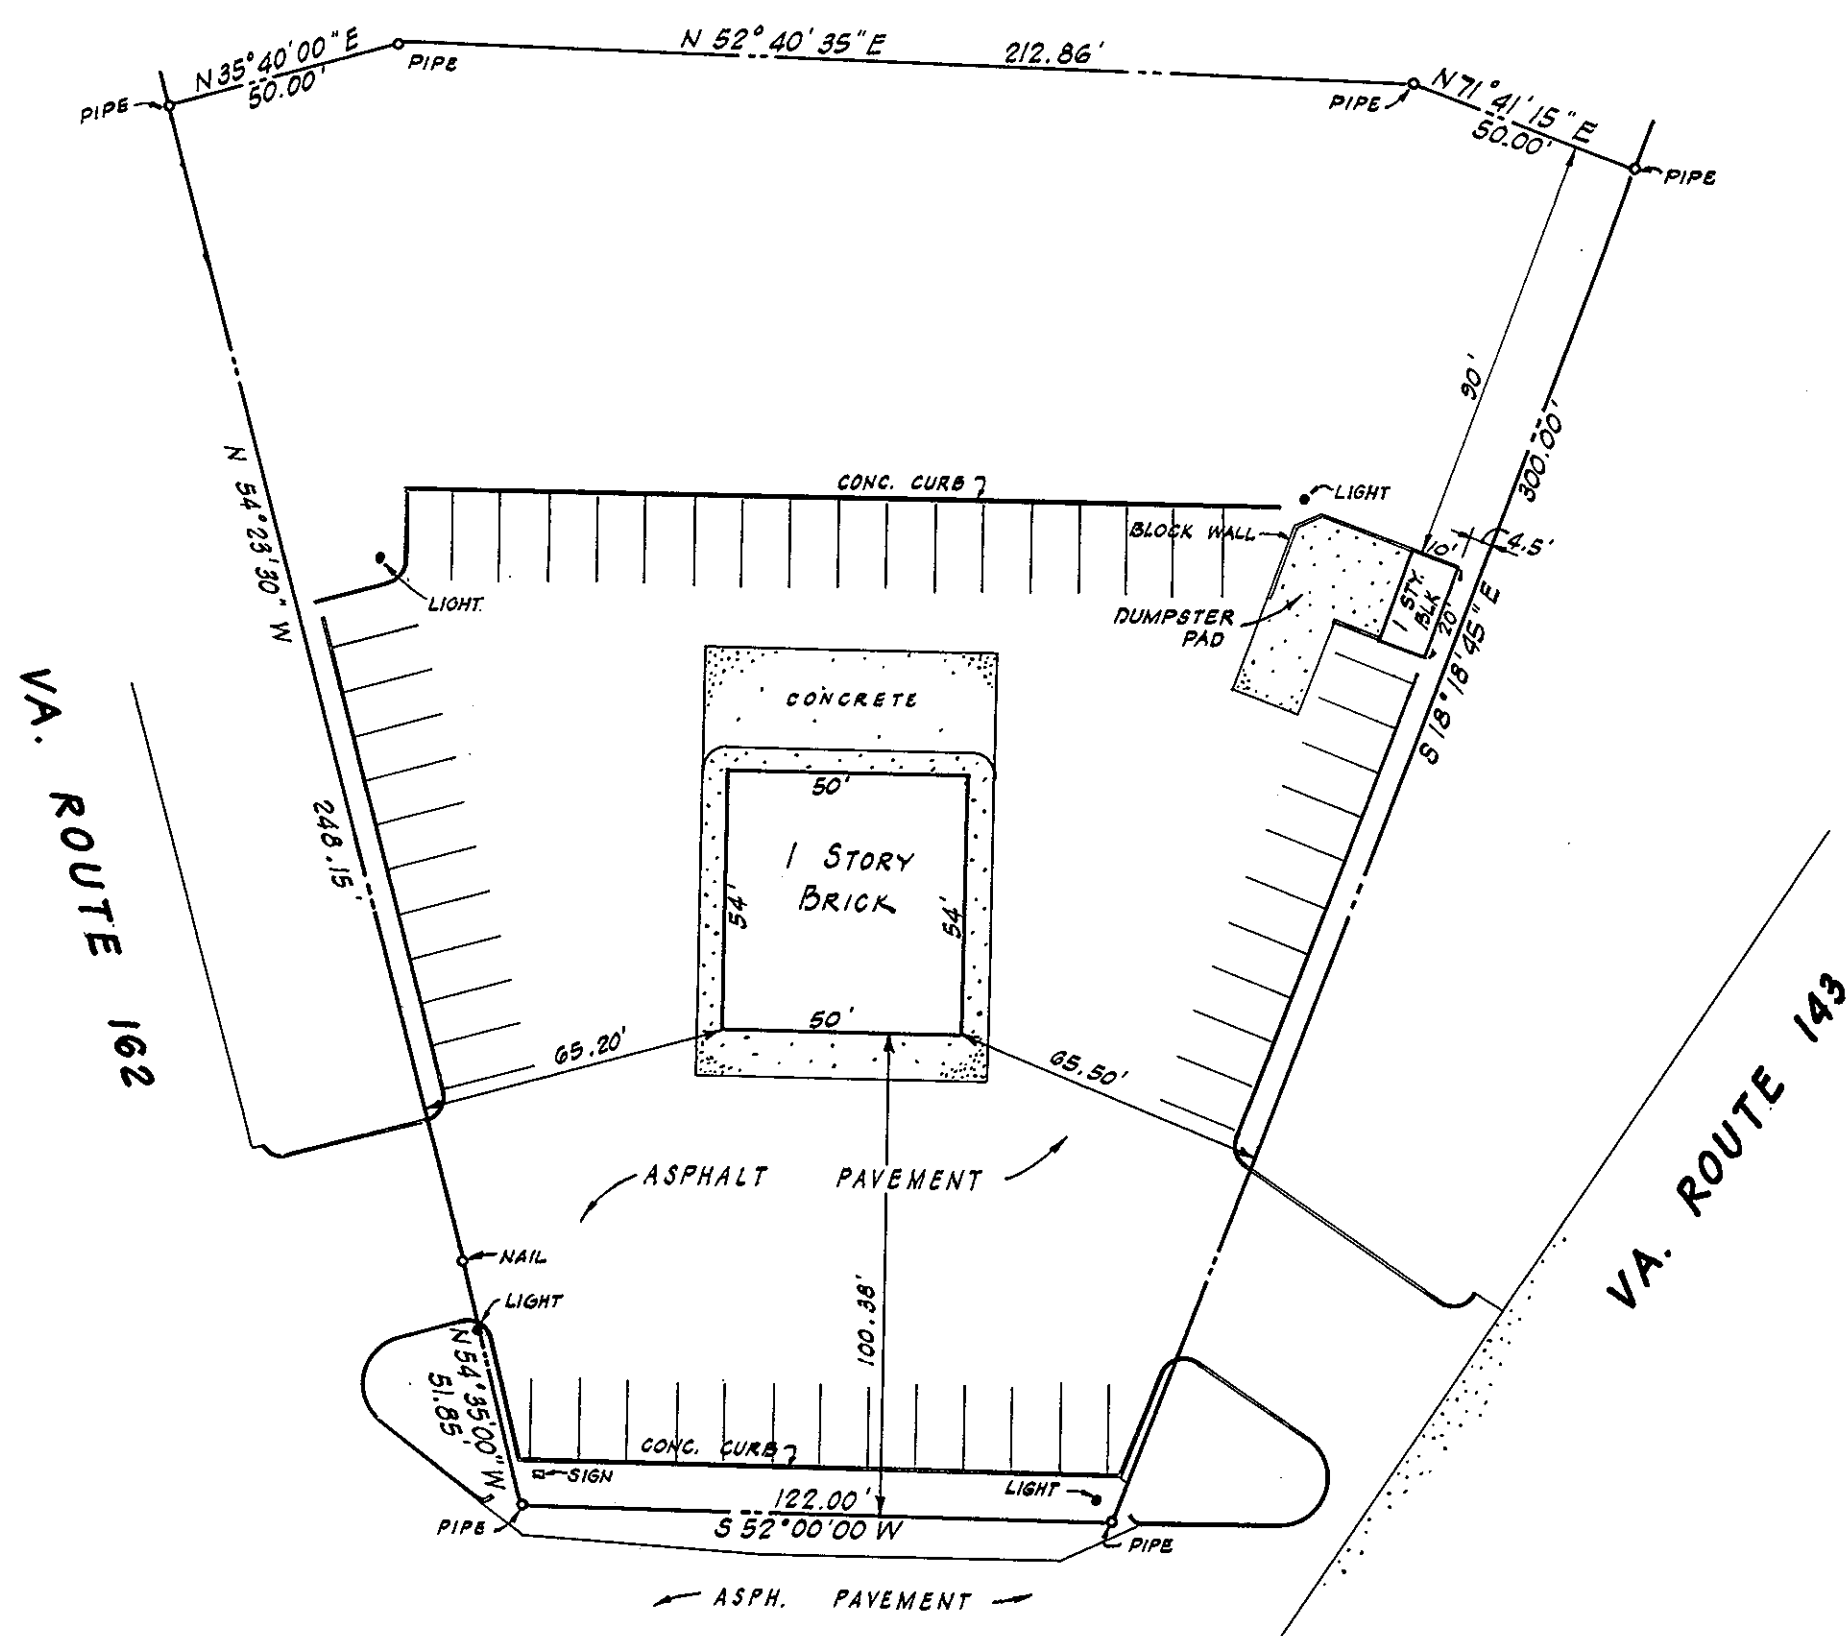 N 35° 40' 00" E
50.00'
PIPE
PIPE
N 52° 40' 35" E 212.86'
PIPE
N 71° 41' 15" E
50.00'
PIPE
90'
300.00'
S 18° 18' 45" E
N 54° 23' 30" W
248.15'
CONC. CURB
LIGHT
BLOCK WALL
10'
4.5'
1 STY.
BLK
20'
LIGHT.
DUMPSTER
PAD
CONCRETE
50'
1 STORY
BRICK
54'
54'
50'
VA. ROUTE 162
VA. ROUTE 143
65.20'
65.50'
ASPHALT PAVEMENT
NAIL
LIGHT
100.38'
N 54° 35' 00" W
51.85'
CONC. CURB
SIGN
LIGHT
122.00'
S 52° 00' 00 W
PIPE
PIPE
ASPH. PAVEMENT